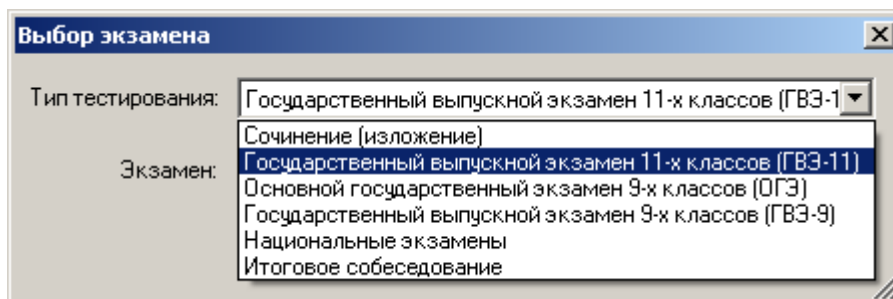 Выбор экзамена
Тип тестирования: Государственный выпускной экзамен 11-х классов (ГВЭ-1
Сочинение (изложение)
Экзамен: Государственный выпускной экзамен 11-х классов (ГВЭ-11)
Основной государственный экзамен 9-х классов (ОГЭ)
Государственный выпускной экзамен 9-х классов (ГВЭ-9)
Национальные экзамены
Итоговое собеседование